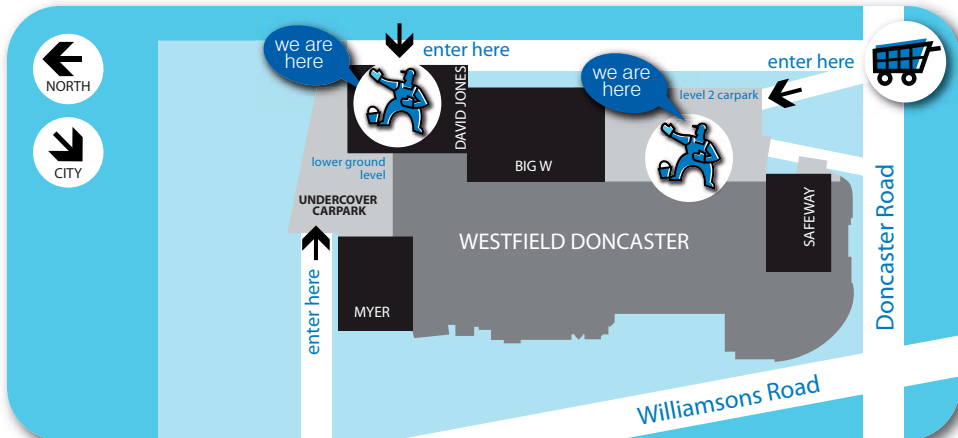 NORTH
CITY
we are
here
enter here
DAVID JONES
we are
here
enter here
level 2 carpark
lower ground
level
UNDERCOVER
CARPARK
BIG W
SAFEWAY
WESTFIELD DONCASTER
Doncaster Road
enter here
MYER
Williamsons Road